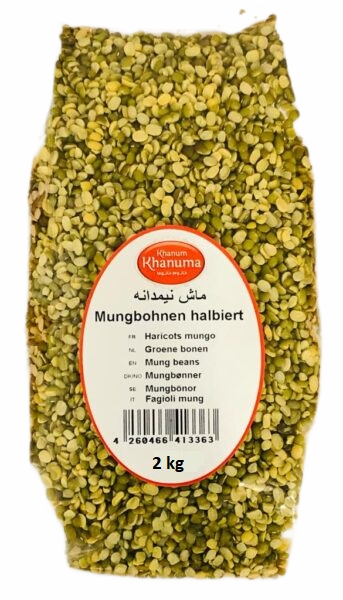 Khanum
Khanuma
ماش نیمدانه
Mungbohnen halbiert
FR Haricots mungo
NL Groene bonen
EN Mung beans
DK/NO Mungbønner
SE Mungbönor
IT Fagioli mung
4 260466 413363
2 kg